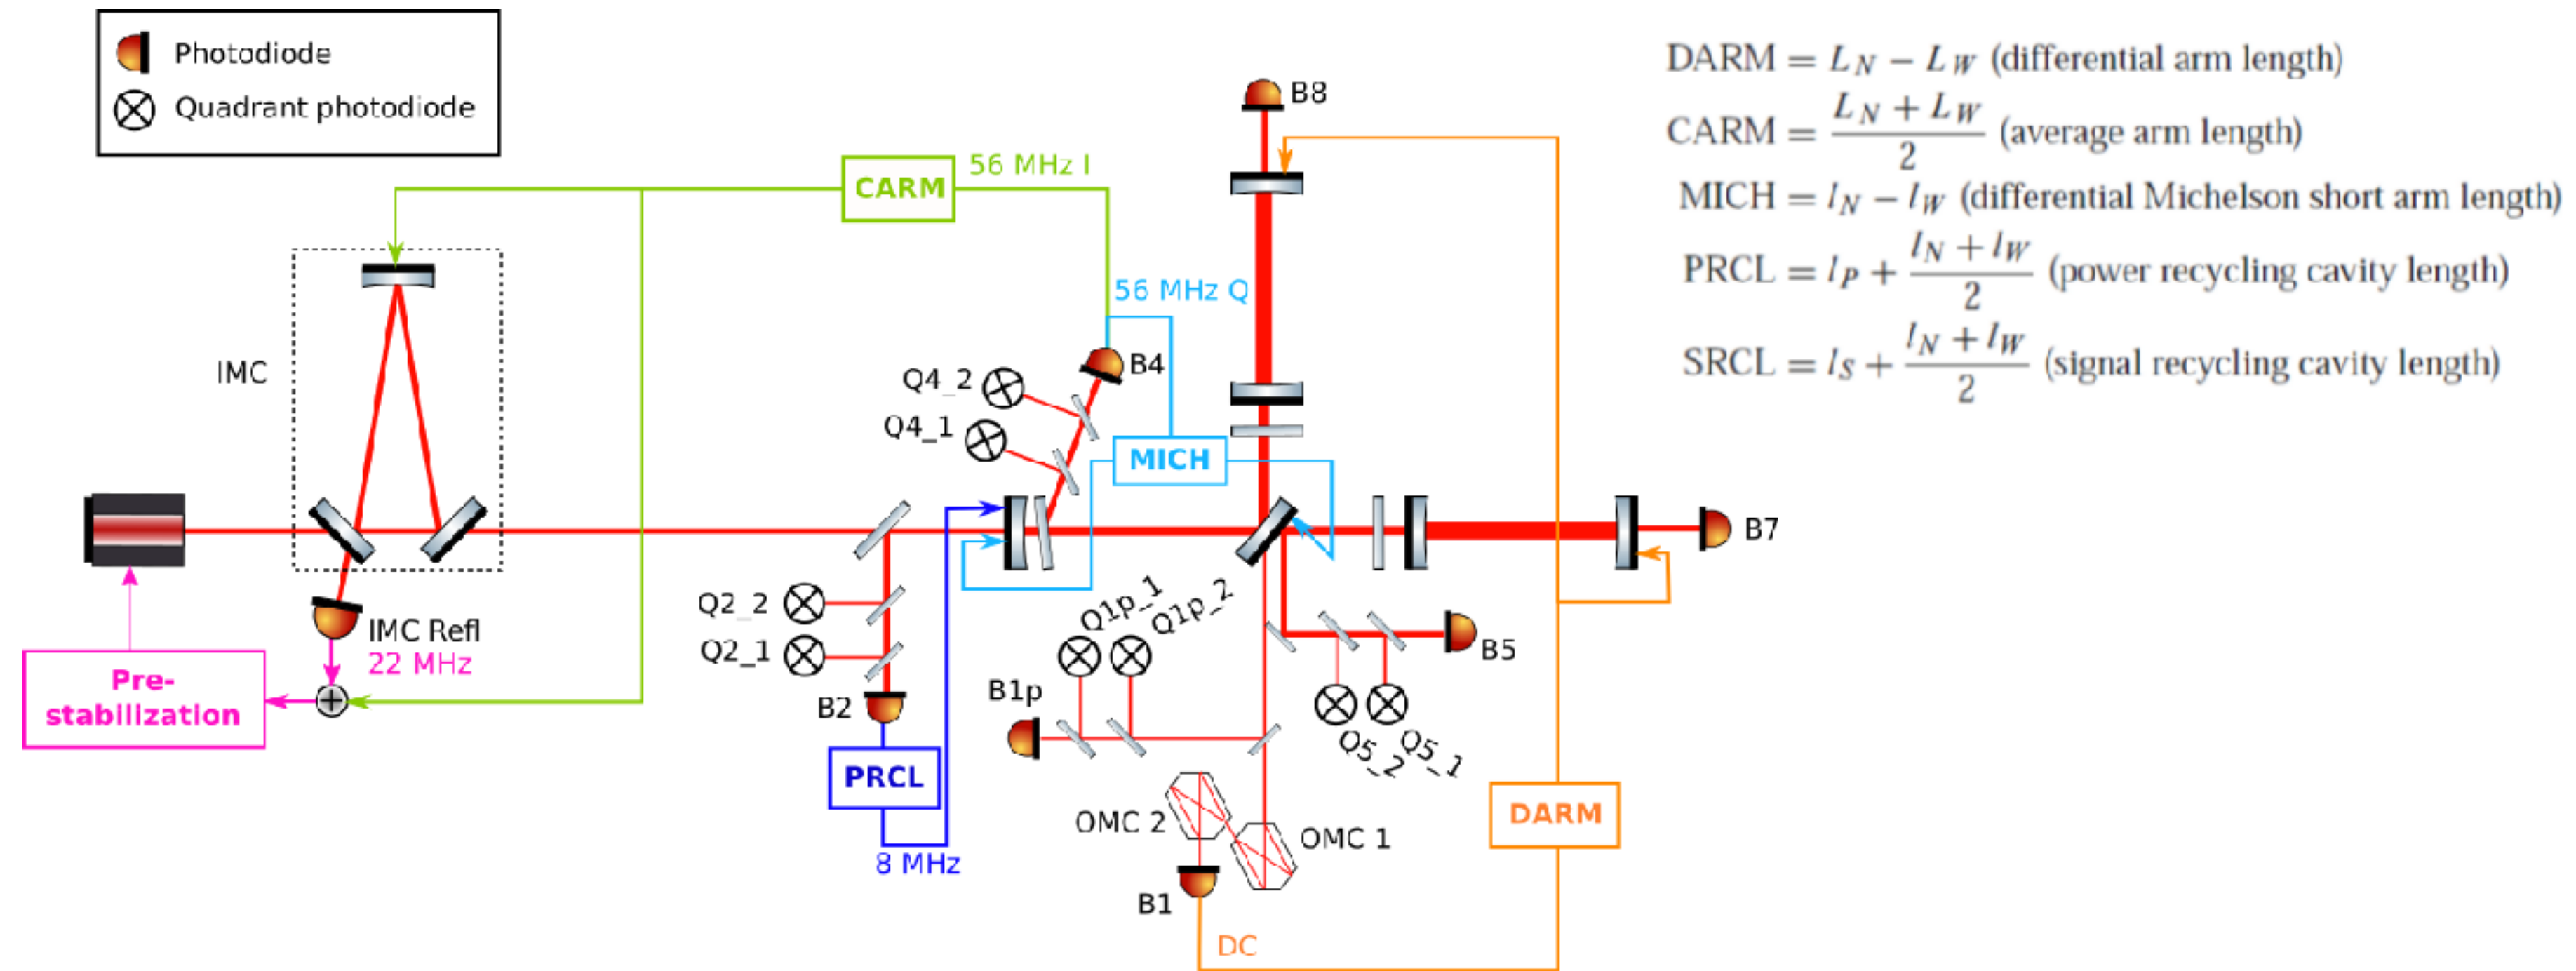 Photodiode
Quadrant photodiode
IMC
IMC Refl
22 MHz
Pre-
stabilization
CARM
56 MHz I
56 MHz Q
B4
Q4_2
Q4_1
MICH
B8
B7
Q2_2
Q2_1
B2
PRCL
8 MHz
Q1p_1
Q1p_2
B1p
B5
Q5_2
Q5_1
OMC 2
OMC 1
B1
DC
DARM
DARM = L_N − L_W (differential arm length)
CARM = (L_N + L_W)/2 (average arm length)
MICH = l_N − l_W (differential Michelson short arm length)
PRCL = l_P + (l_N + l_W)/2 (power recycling cavity length)
SRCL = l_S + (l_N + l_W)/2 (signal recycling cavity length)